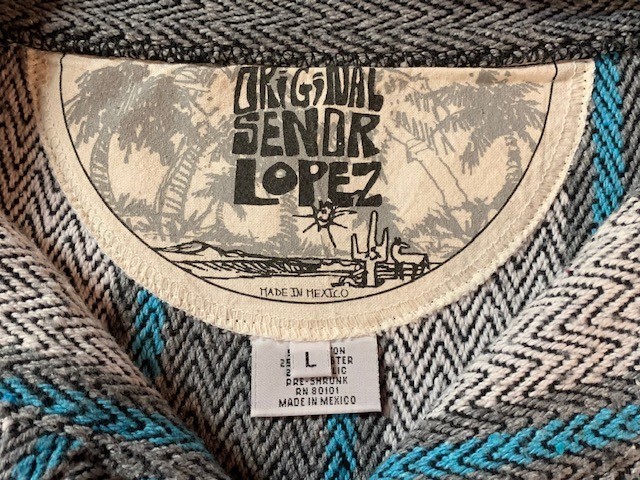 ORIGINAL
SENOR
LOPEZ
MADE IN MEXICO
L
PRE-SHRUNK
RN 80101
MADE IN MEXICO